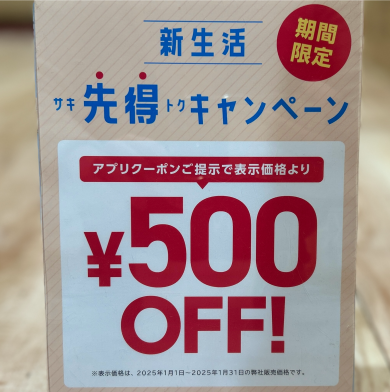 新生活
期間
限定
サキ先得トクキャンペーン
アプリクーポンご提示で表示価格より
¥500
OFF!
※表示価格は、2025年1月1日－2025年1月31日の弊社販売価格です。